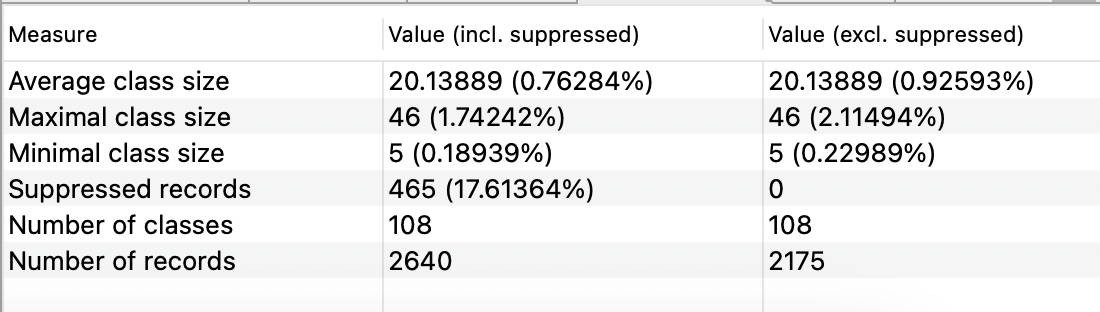 Measure Value (incl. suppressed) Value (excl. suppressed)
Average class size 20.13889 (0.76284%) 20.13889 (0.92593%)
Maximal class size 46 (1.74242%) 46 (2.11494%)
Minimal class size 5 (0.18939%) 5 (0.22989%)
Suppressed records 465 (17.61364%) 0
Number of classes 108 108
Number of records 2640 2175